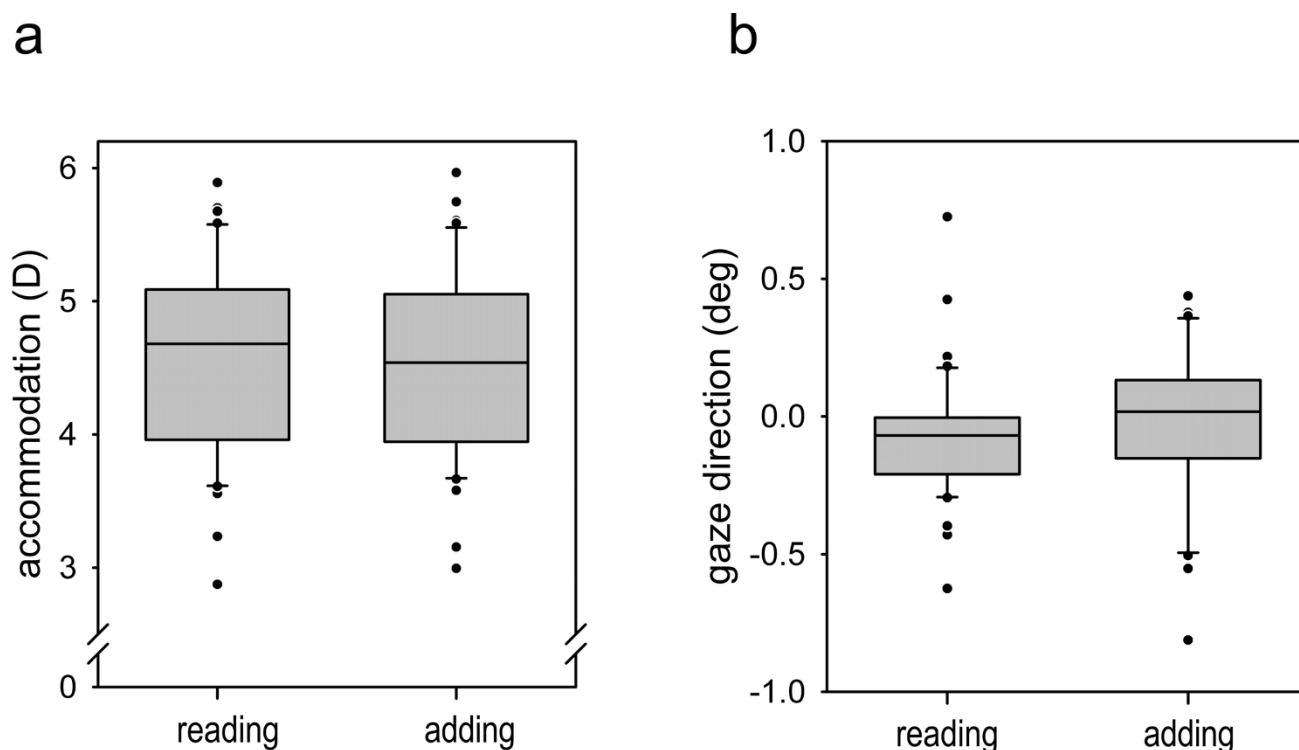 a
b
accommodation (D)
6
5
4
3
0
reading
adding
gaze direction (deg)
1.0
0.5
0.0
-0.5
-1.0
reading
adding